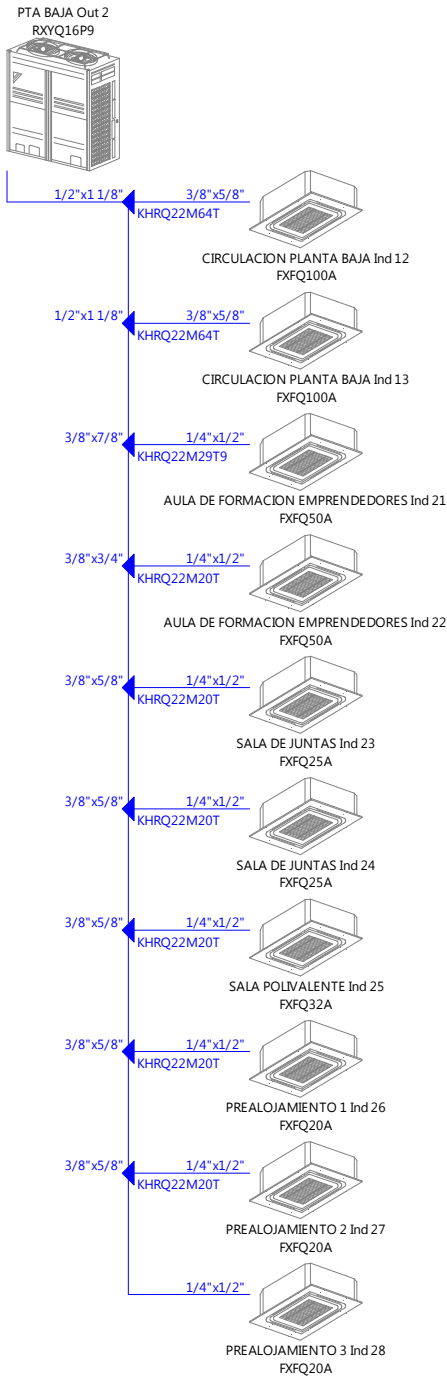 PTA BAJA Out 2
RXYQ16P9
1/2"x1 1/8"
3/8"x5/8"
KHRQ22M64T
CIRCULACION PLANTA BAJA Ind 12
FXFQ100A
1/2"x1 1/8"
3/8"x5/8"
KHRQ22M64T
CIRCULACION PLANTA BAJA Ind 13
FXFQ100A
3/8"x7/8"
1/4"x1/2"
KHRQ22M29T9
AULA DE FORMACION EMPRENDEDORES Ind 21
FXFQ50A
3/8"x3/4"
1/4"x1/2"
KHRQ22M20T
AULA DE FORMACION EMPRENDEDORES Ind 22
FXFQ50A
3/8"x5/8"
1/4"x1/2"
KHRQ22M20T
SALA DE JUNTAS Ind 23
FXFQ25A
3/8"x5/8"
1/4"x1/2"
KHRQ22M20T
SALA DE JUNTAS Ind 24
FXFQ25A
3/8"x5/8"
1/4"x1/2"
KHRQ22M20T
SALA POLIVALENTE Ind 25
FXFQ32A
3/8"x5/8"
1/4"x1/2"
KHRQ22M20T
PREALOJAMIENTO 1 Ind 26
FXFQ20A
3/8"x5/8"
1/4"x1/2"
KHRQ22M20T
PREALOJAMIENTO 2 Ind 27
FXFQ20A
1/4"x1/2"
PREALOJAMIENTO 3 Ind 28
FXFQ20A